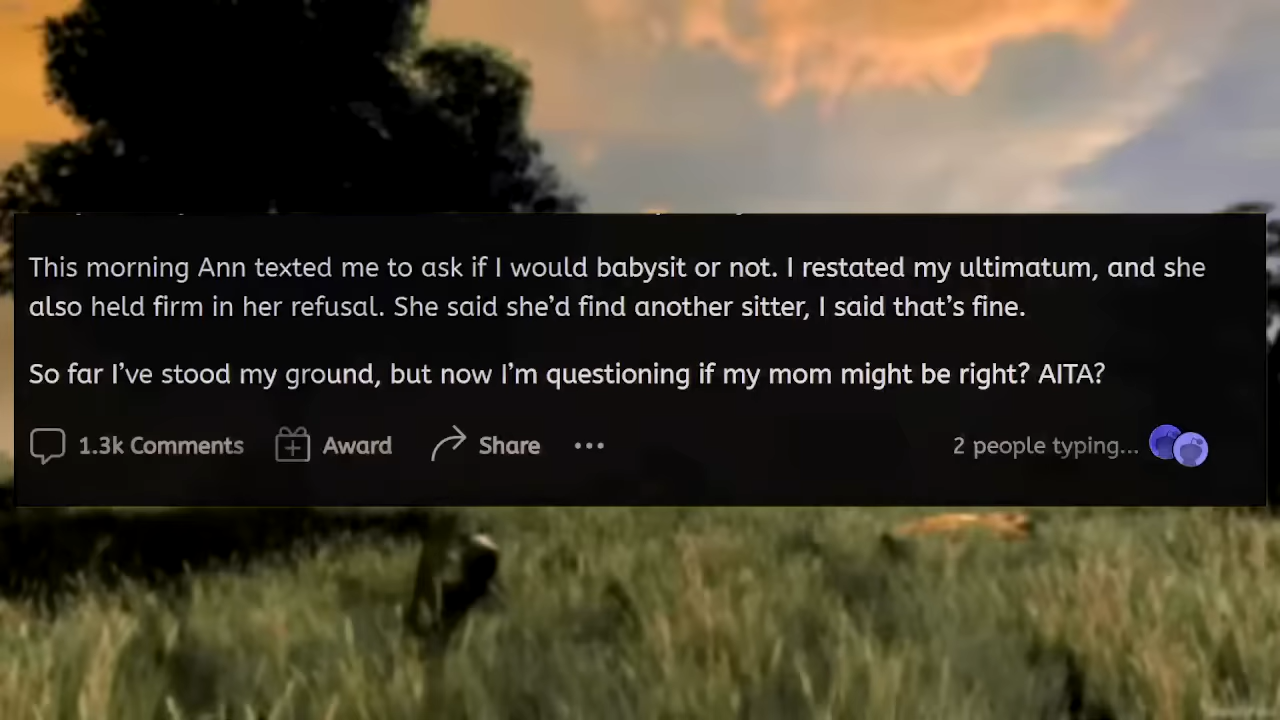 This morning Ann texted me to ask if I would babysit or not. I restated my ultimatum, and she
also held firm in her refusal. She said she’d find another sitter, I said that’s fine.
So far I’ve stood my ground, but now I’m questioning if my mom might be right? AITA?
1.3k Comments Award Share ••• 2 people typing...